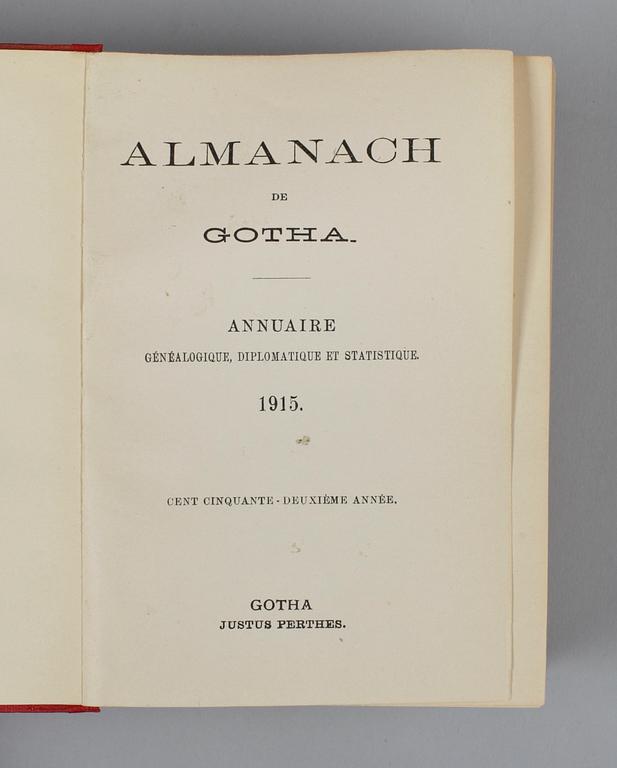 ALMANACH
DE
GOTHA.
ANNUAIRE
GÉNÉALOGIQUE, DIPLOMATIQUE ET STATISTIQUE.
1915.
CENT CINQUANTE-DEUXIÈME ANNÉE.
GOTHA
JUSTUS PERTHES.